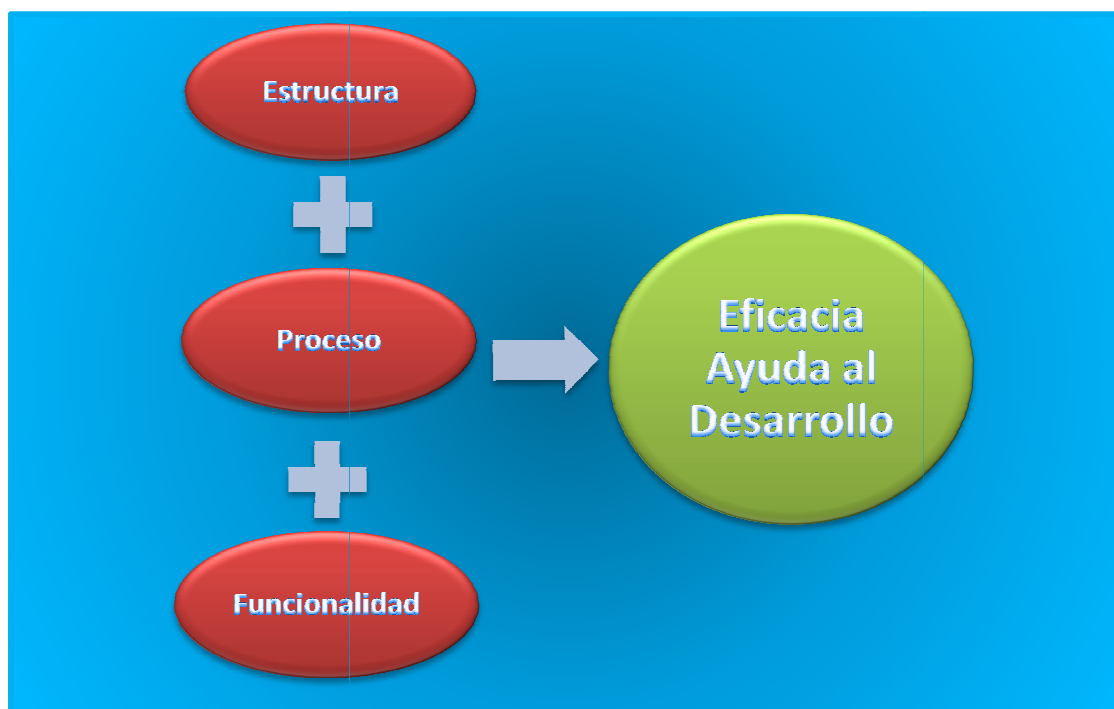 Estructura
Proceso
Funcionalidad
Eficacia
Ayuda al
Desarrollo